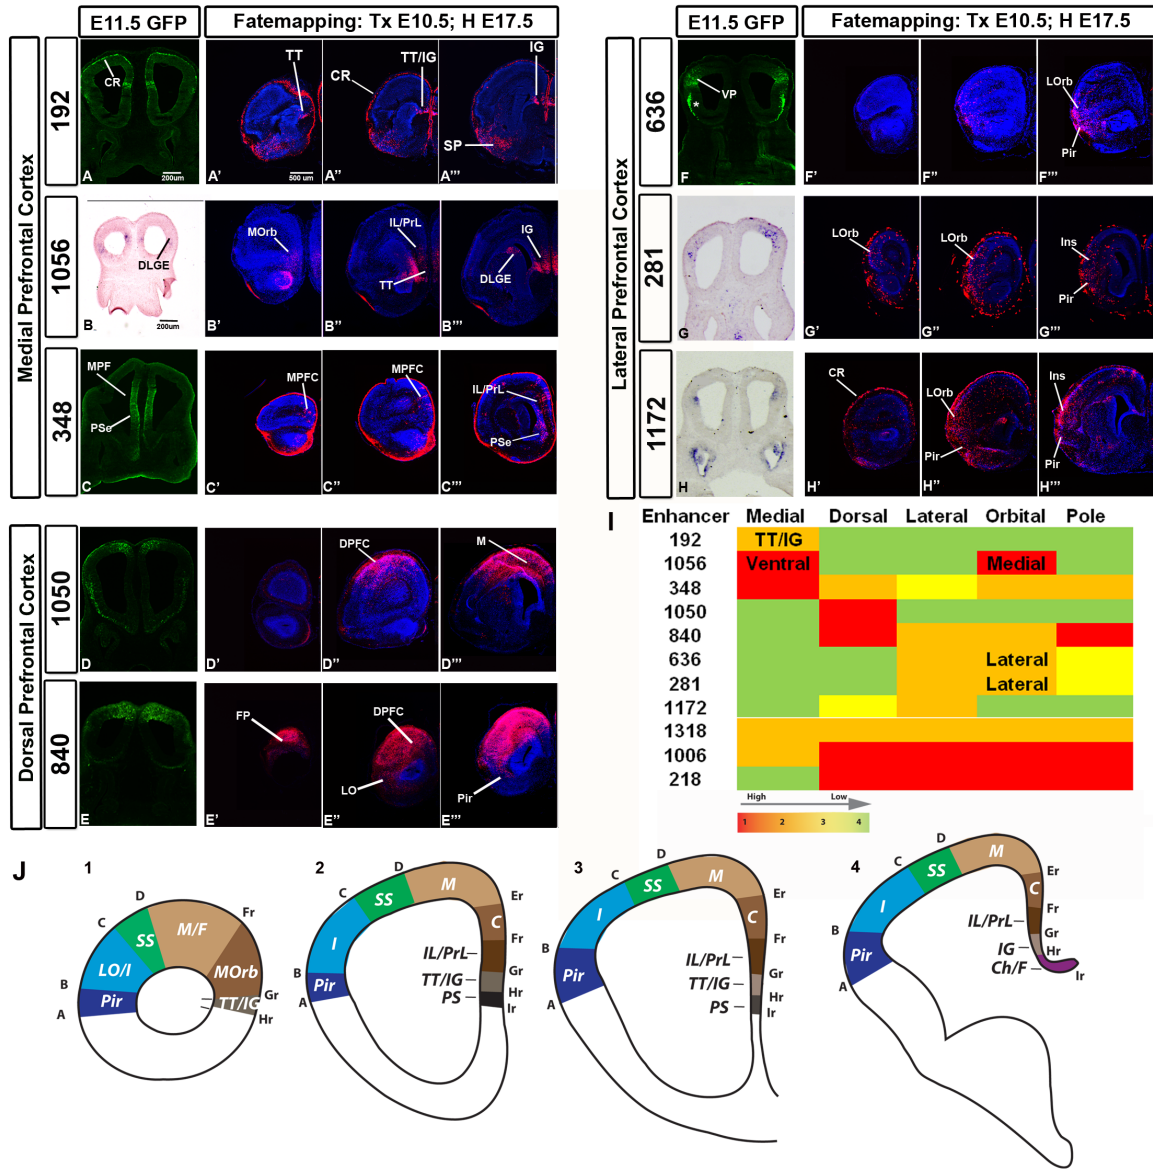 E11.5 GFP
Fatemapping: Tx E10.5; H E17.5
Medial Prefrontal Cortex
192
CR
A
200um
TT
A'
500 um
CR
TT/IG
A''
IG
SP
A'''
1056
DLGE
B
200um
MOrb
B'
IL/PrL
TT
B''
IG
DLGE
B'''
348
MPF
PSe
C
MPFC
C'
MPFC
C''
IL/PrL
PSe
C'''
Dorsal Prefrontal Cortex
1050
D
D'
DPFC
D''
M
D'''
840
E
FP
E'
DPFC
LO
E''
Pir
E'''
E11.5 GFP
Fatemapping: Tx E10.5; H E17.5
Lateral Prefrontal Cortex
636
VP
*
F
F'
F''
LOrb
Pir
F'''
281
G
LOrb
G'
LOrb
G''
Ins
Pir
G'''
1172
H
CR
H'
LOrb
Pir
H''
Ins
Pir
H'''
I
Enhancer Medial Dorsal Lateral Orbital Pole
192 TT/IG
1056 Ventral Medial
348
1050
840
636 Lateral
281 Lateral
1172
1318
1006
218
High Low
1 2 3 4
J
1
A
B
C
D
Fr
Gr
Hr
Pir
LO/I
SS
M/F
MOrb
TT/IG
2
A
B
C
D
Er
Fr
Gr
Hr
Ir
Pir
I
SS
M
C
IL/PrL
TT/IG
PS
3
A
B
C
D
Er
Fr
Gr
Hr
Ir
Pir
I
SS
M
C
IL/PrL
TT/IG
PS
4
A
B
C
D
Er
Fr
Gr
Hr
Ir
Pir
I
SS
M
C
IL/PrL
IG
Ch/F